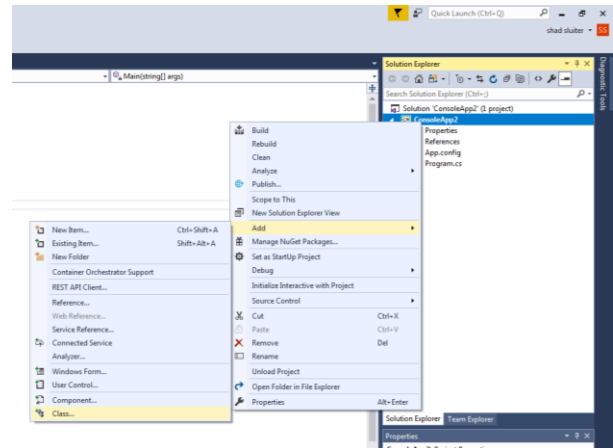 Quick Launch (Ctrl+Q)
shad sluiter
SS
Main(string[] args)
Solution Explorer
Search Solution Explorer (Ctrl+;)
Solution 'ConsoleApp2' (1 project)
ConsoleApp2
Properties
References
App.config
Program.cs
Diagnostic Tools
Build
Rebuild
Clean
Analyze
Publish...
Scope to This
New Solution Explorer View
Add
Manage NuGet Packages...
Set as StartUp Project
Debug
Initialize Interactive with Project
Source Control
Cut Ctrl+X
Paste Ctrl+V
Remove Del
Rename
Unload Project
Open Folder in File Explorer
Properties Alt+Enter
New Item... Ctrl+Shift+A
Existing Item... Shift+Alt+A
New Folder
Container Orchestrator Support
REST API Client...
Reference...
Web Reference...
Service Reference...
Connected Service
Analyzer...
Windows Form...
User Control...
Component...
Class...
Solution Explorer Team Explorer
Properties